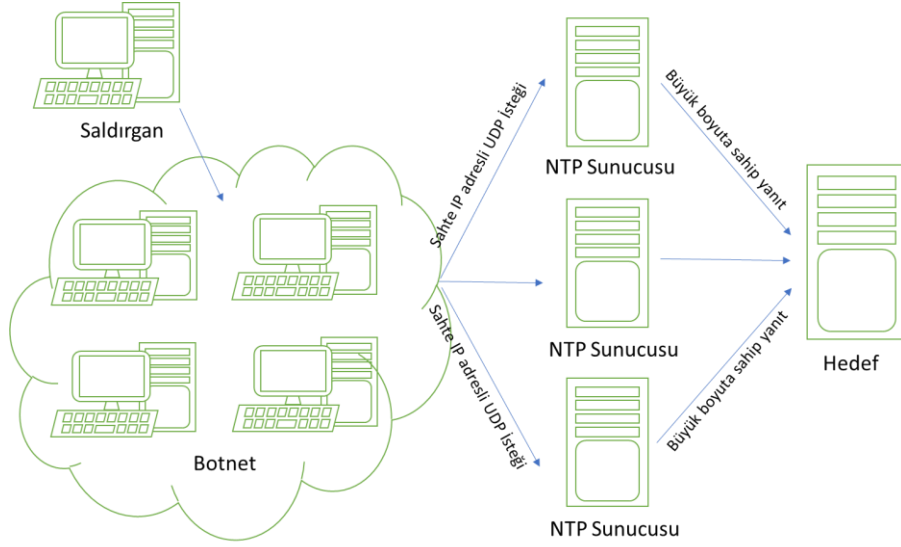 Saldırgan
Botnet
Sahte IP adresli UDP İsteği
Sahte IP adresli UDP İsteği
NTP Sunucusu
NTP Sunucusu
NTP Sunucusu
Büyük boyuta sahip yanıt
Büyük boyuta sahip yanıt
Hedef